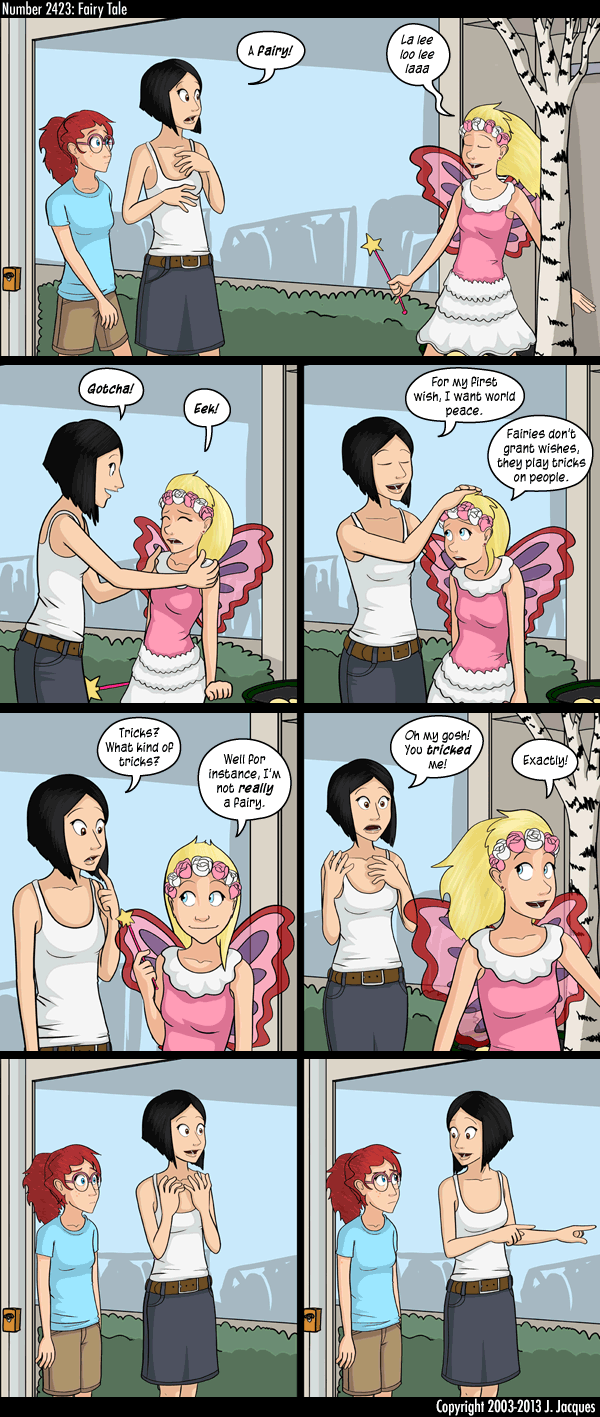 Number 2423: Fairy Tale
A fairy!
La lee
loo lee
laaa
Gotcha!
Eek!
For my first
wish, I want world
peace.
Fairies don't
grant wishes,
they play tricks
on people.
Tricks?
What kind of
tricks?
Well for
instance, I'm
not really
a fairy.
Oh my gosh!
You tricked
me!
Exactly!
Copyright 2003-2013 J. Jacques